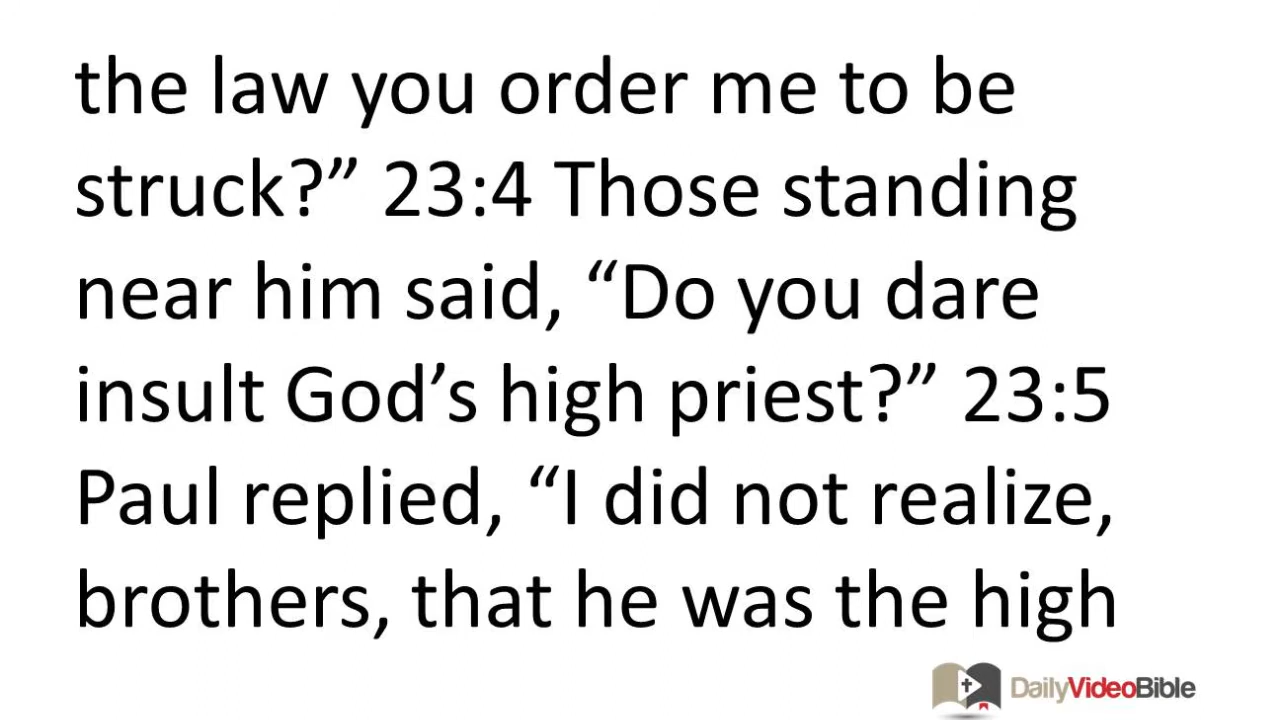 the law you order me to be
struck?” 23:4 Those standing
near him said, “Do you dare
insult God’s high priest?” 23:5
Paul replied, “I did not realize,
brothers, that he was the high
DailyVideoBible